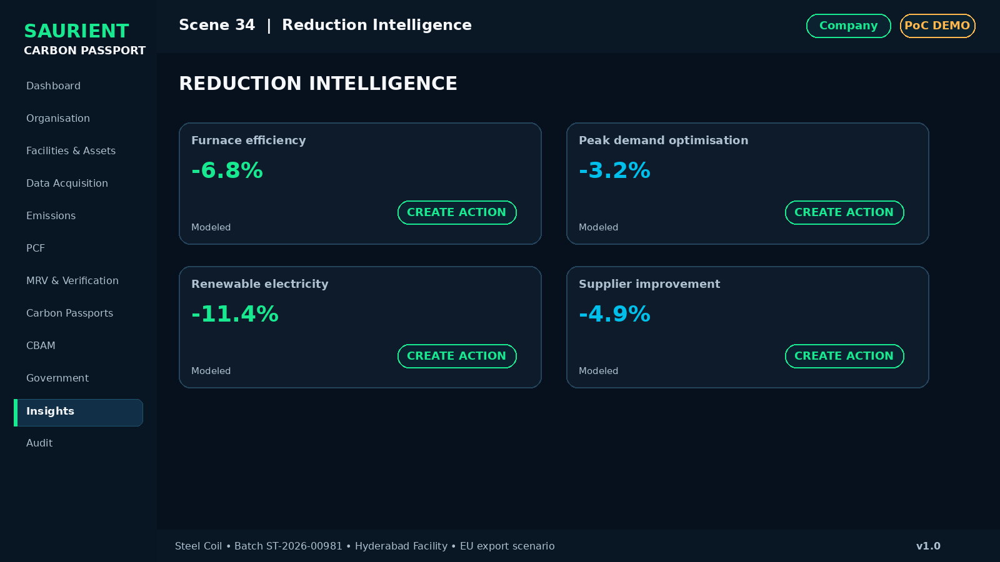 SAURIENT
CARBON PASSPORT
Dashboard
Organisation
Facilities & Assets
Data Acquisition
Emissions
PCF
MRV & Verification
Carbon Passports
CBAM
Government
Insights
Audit
Scene 34 | Reduction Intelligence
Company
PoC DEMO
REDUCTION INTELLIGENCE
Furnace efficiency
-6.8%
CREATE ACTION
Modeled
Peak demand optimisation
-3.2%
CREATE ACTION
Modeled
Renewable electricity
-11.4%
CREATE ACTION
Modeled
Supplier improvement
-4.9%
CREATE ACTION
Modeled
Steel Coil • Batch ST-2026-00981 • Hyderabad Facility • EU export scenario
v1.0